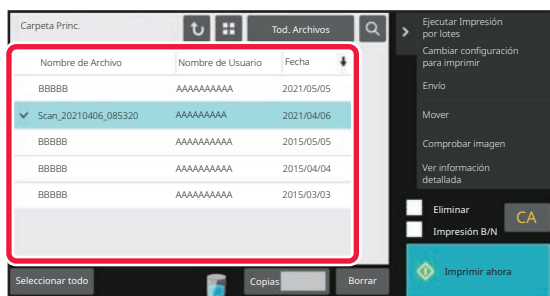 Carpeta Princ.
Tod. Archivos
Nombre de Archivo Nombre de Usuario Fecha
BBBBB AAAAAAAAAA 2021/05/05
Scan_20210406_085320 AAAAAAAAA 2021/04/06
BBBBB AAAAAAAAAA 2015/05/05
BBBBB AAAAAAAAAA 2015/04/04
BBBBB AAAAAAAAAA 2015/03/03
Seleccionar todo
Copias
Borrar
Ejecutar Impresión
por lotes
Cambiar configuración
para imprimir
Envío
Mover
Comprobar imagen
Ver información
detallada
Eliminar
Impresión B/N
CA
Imprimir ahora